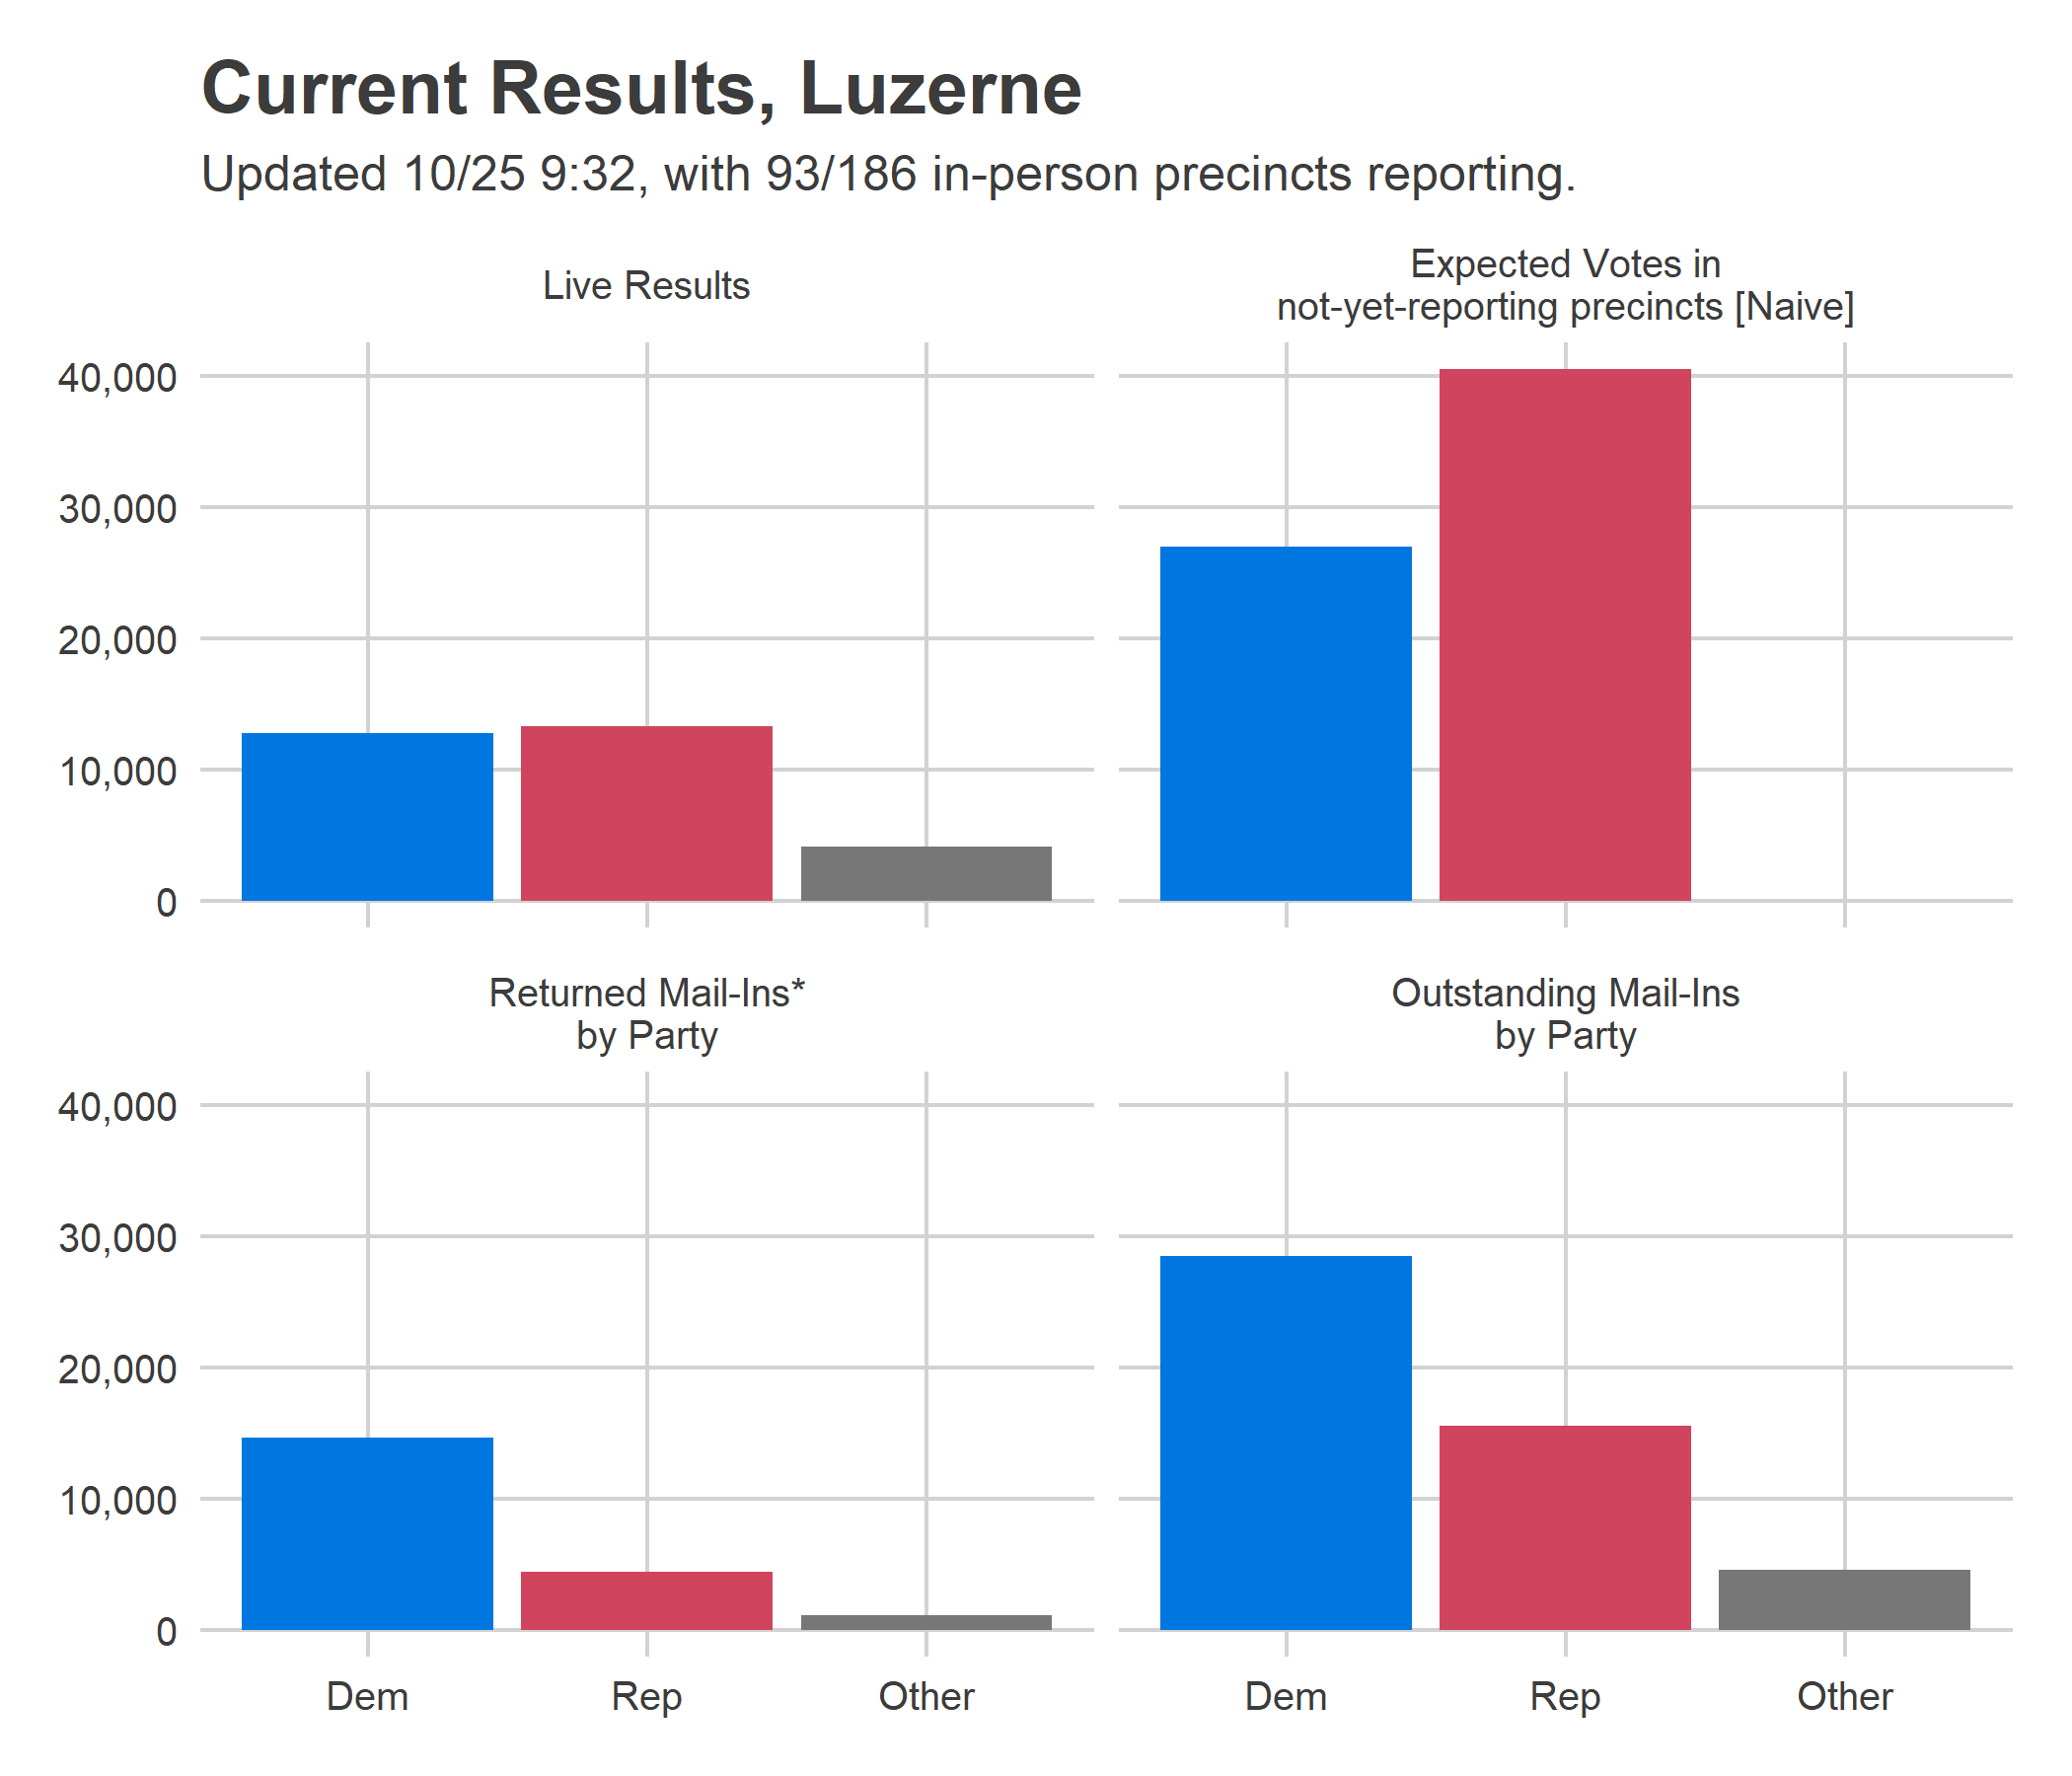 Current Results, Luzerne
Updated 10/25 9:32, with 93/186 in-person precincts reporting.
Live Results
Expected Votes in
not-yet-reporting precincts [Naive]
40,000
30,000
20,000
10,000
0
Returned Mail-Ins*
by Party
Outstanding Mail-Ins
by Party
40,000
30,000
20,000
10,000
0
Dem
Rep
Other
Dem
Rep
Other